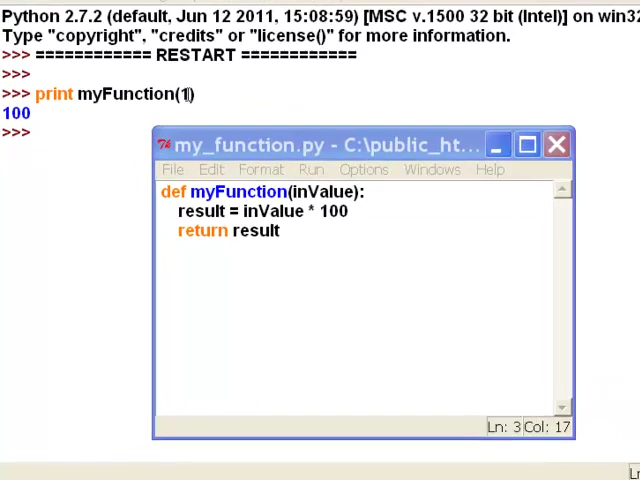 Python 2.7.2 (default, Jun 12 2011, 15:08:59) [MSC v.1500 32 bit (Intel)] on win32
Type "copyright", "credits" or "license()" for more information.
>>> ============ RESTART ============
>>>
>>> print myFunction(1)
100
>>>
my_function.py - C:\public_ht...
File Edit Format Run Options Windows Help
def myFunction(inValue):
    result = inValue * 100
    return result
Ln: 3 Col: 17
Ln